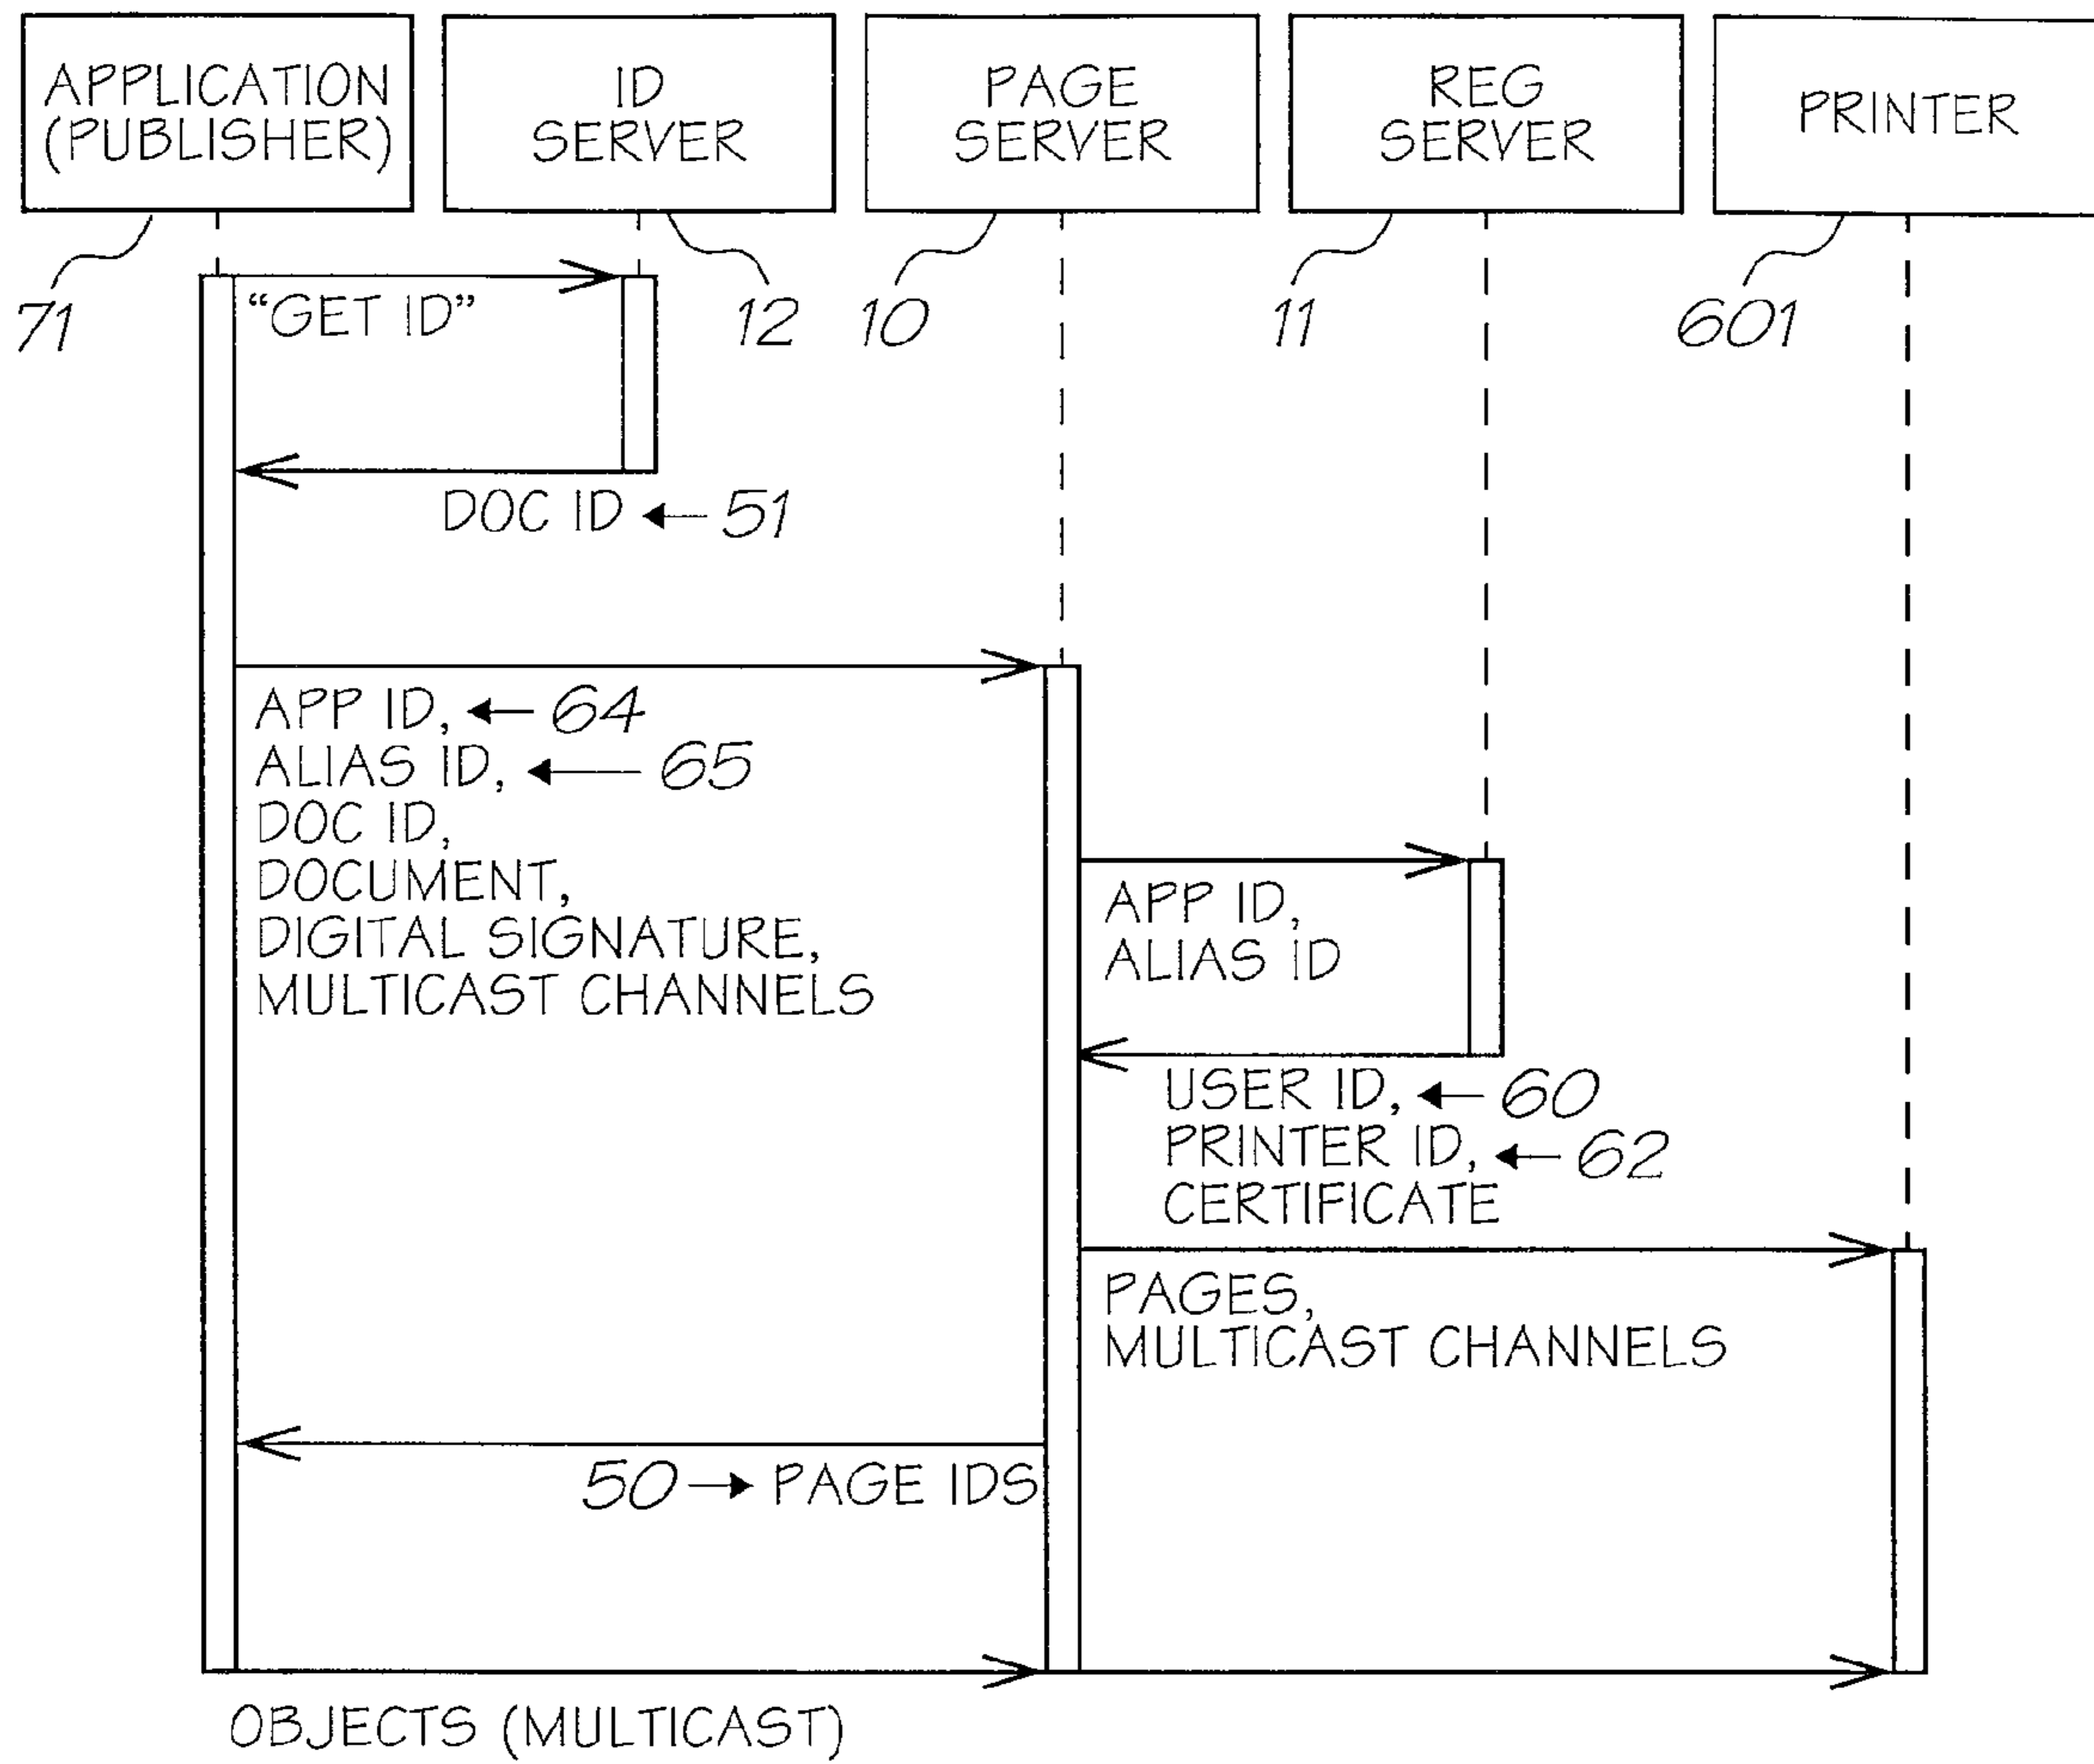 APPLICATION
(PUBLISHER)
ID
SERVER
PAGE
SERVER
REG
SERVER
PRINTER
71
12
10
11
601
“GET ID”
DOC ID 51
APP ID, 64
ALIAS ID, 65
DOC ID,
DOCUMENT,
DIGITAL SIGNATURE,
MULTICAST CHANNELS
APP ID,
ALIAS ID
USER ID, 60
PRINTER ID, 62
CERTIFICATE
PAGES,
MULTICAST CHANNELS
50 PAGE IDS
OBJECTS (MULTICAST)